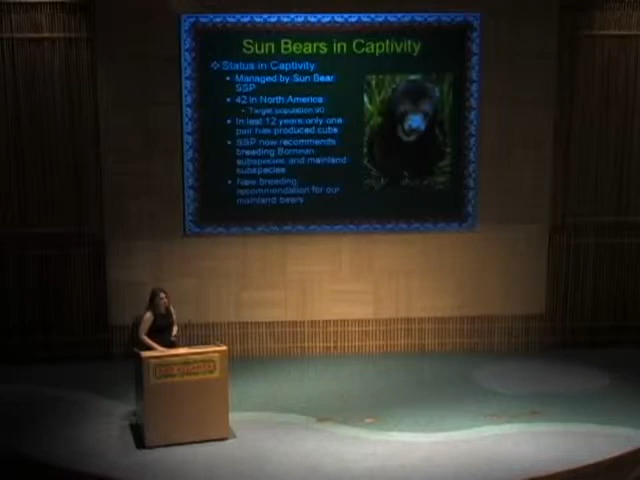 Sun Bears in Captivity
❖ Status in Captivity
• Managed by Sun Bear
SSP
• 42 in North America
• Target population 90
• In last 12 years only one
pair has produced cubs
• SSP now recommends
breeding Bornean
subspecies and mainland
subspecies
• New breeding
recommendation for our
mainland bears
ZOO ATLANTA